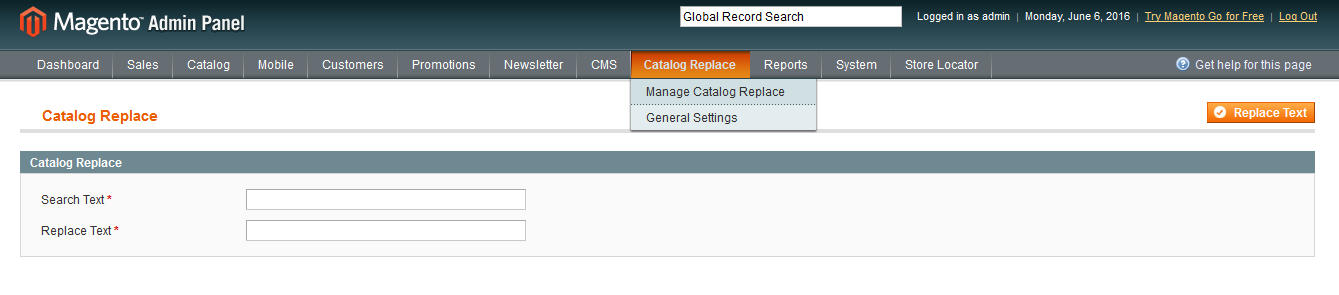 Magento™ Admin Panel
Global Record Search
Logged in as admin | Monday, June 6, 2016 | Try Magento Go for Free | Log Out
Dashboard Sales Catalog Mobile Customers Promotions Newsletter CMS Catalog Replace Reports System Store Locator Get help for this page
Manage Catalog Replace
General Settings
Catalog Replace
Replace Text
Catalog Replace
Search Text *
Replace Text *